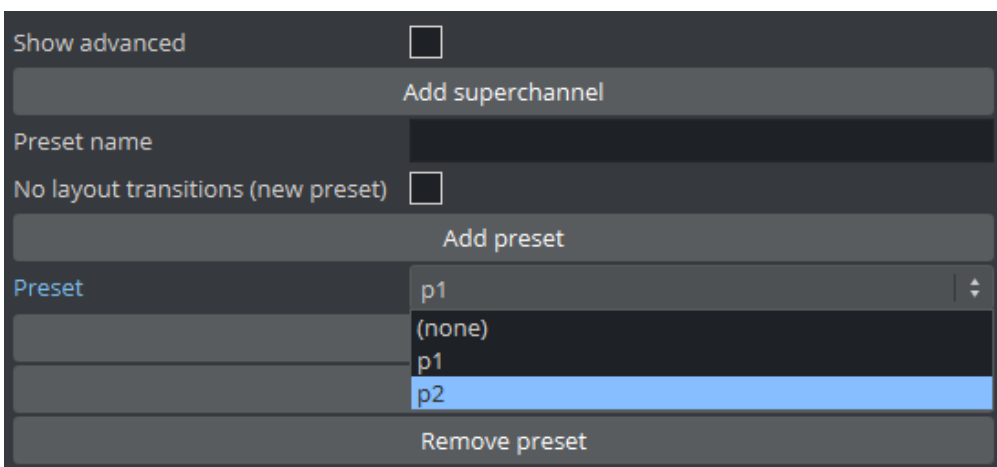 Show advanced
Add superchannel
Preset name
No layout transitions (new preset)
Add preset
Preset
p1
(none)
p1
p2
Remove preset